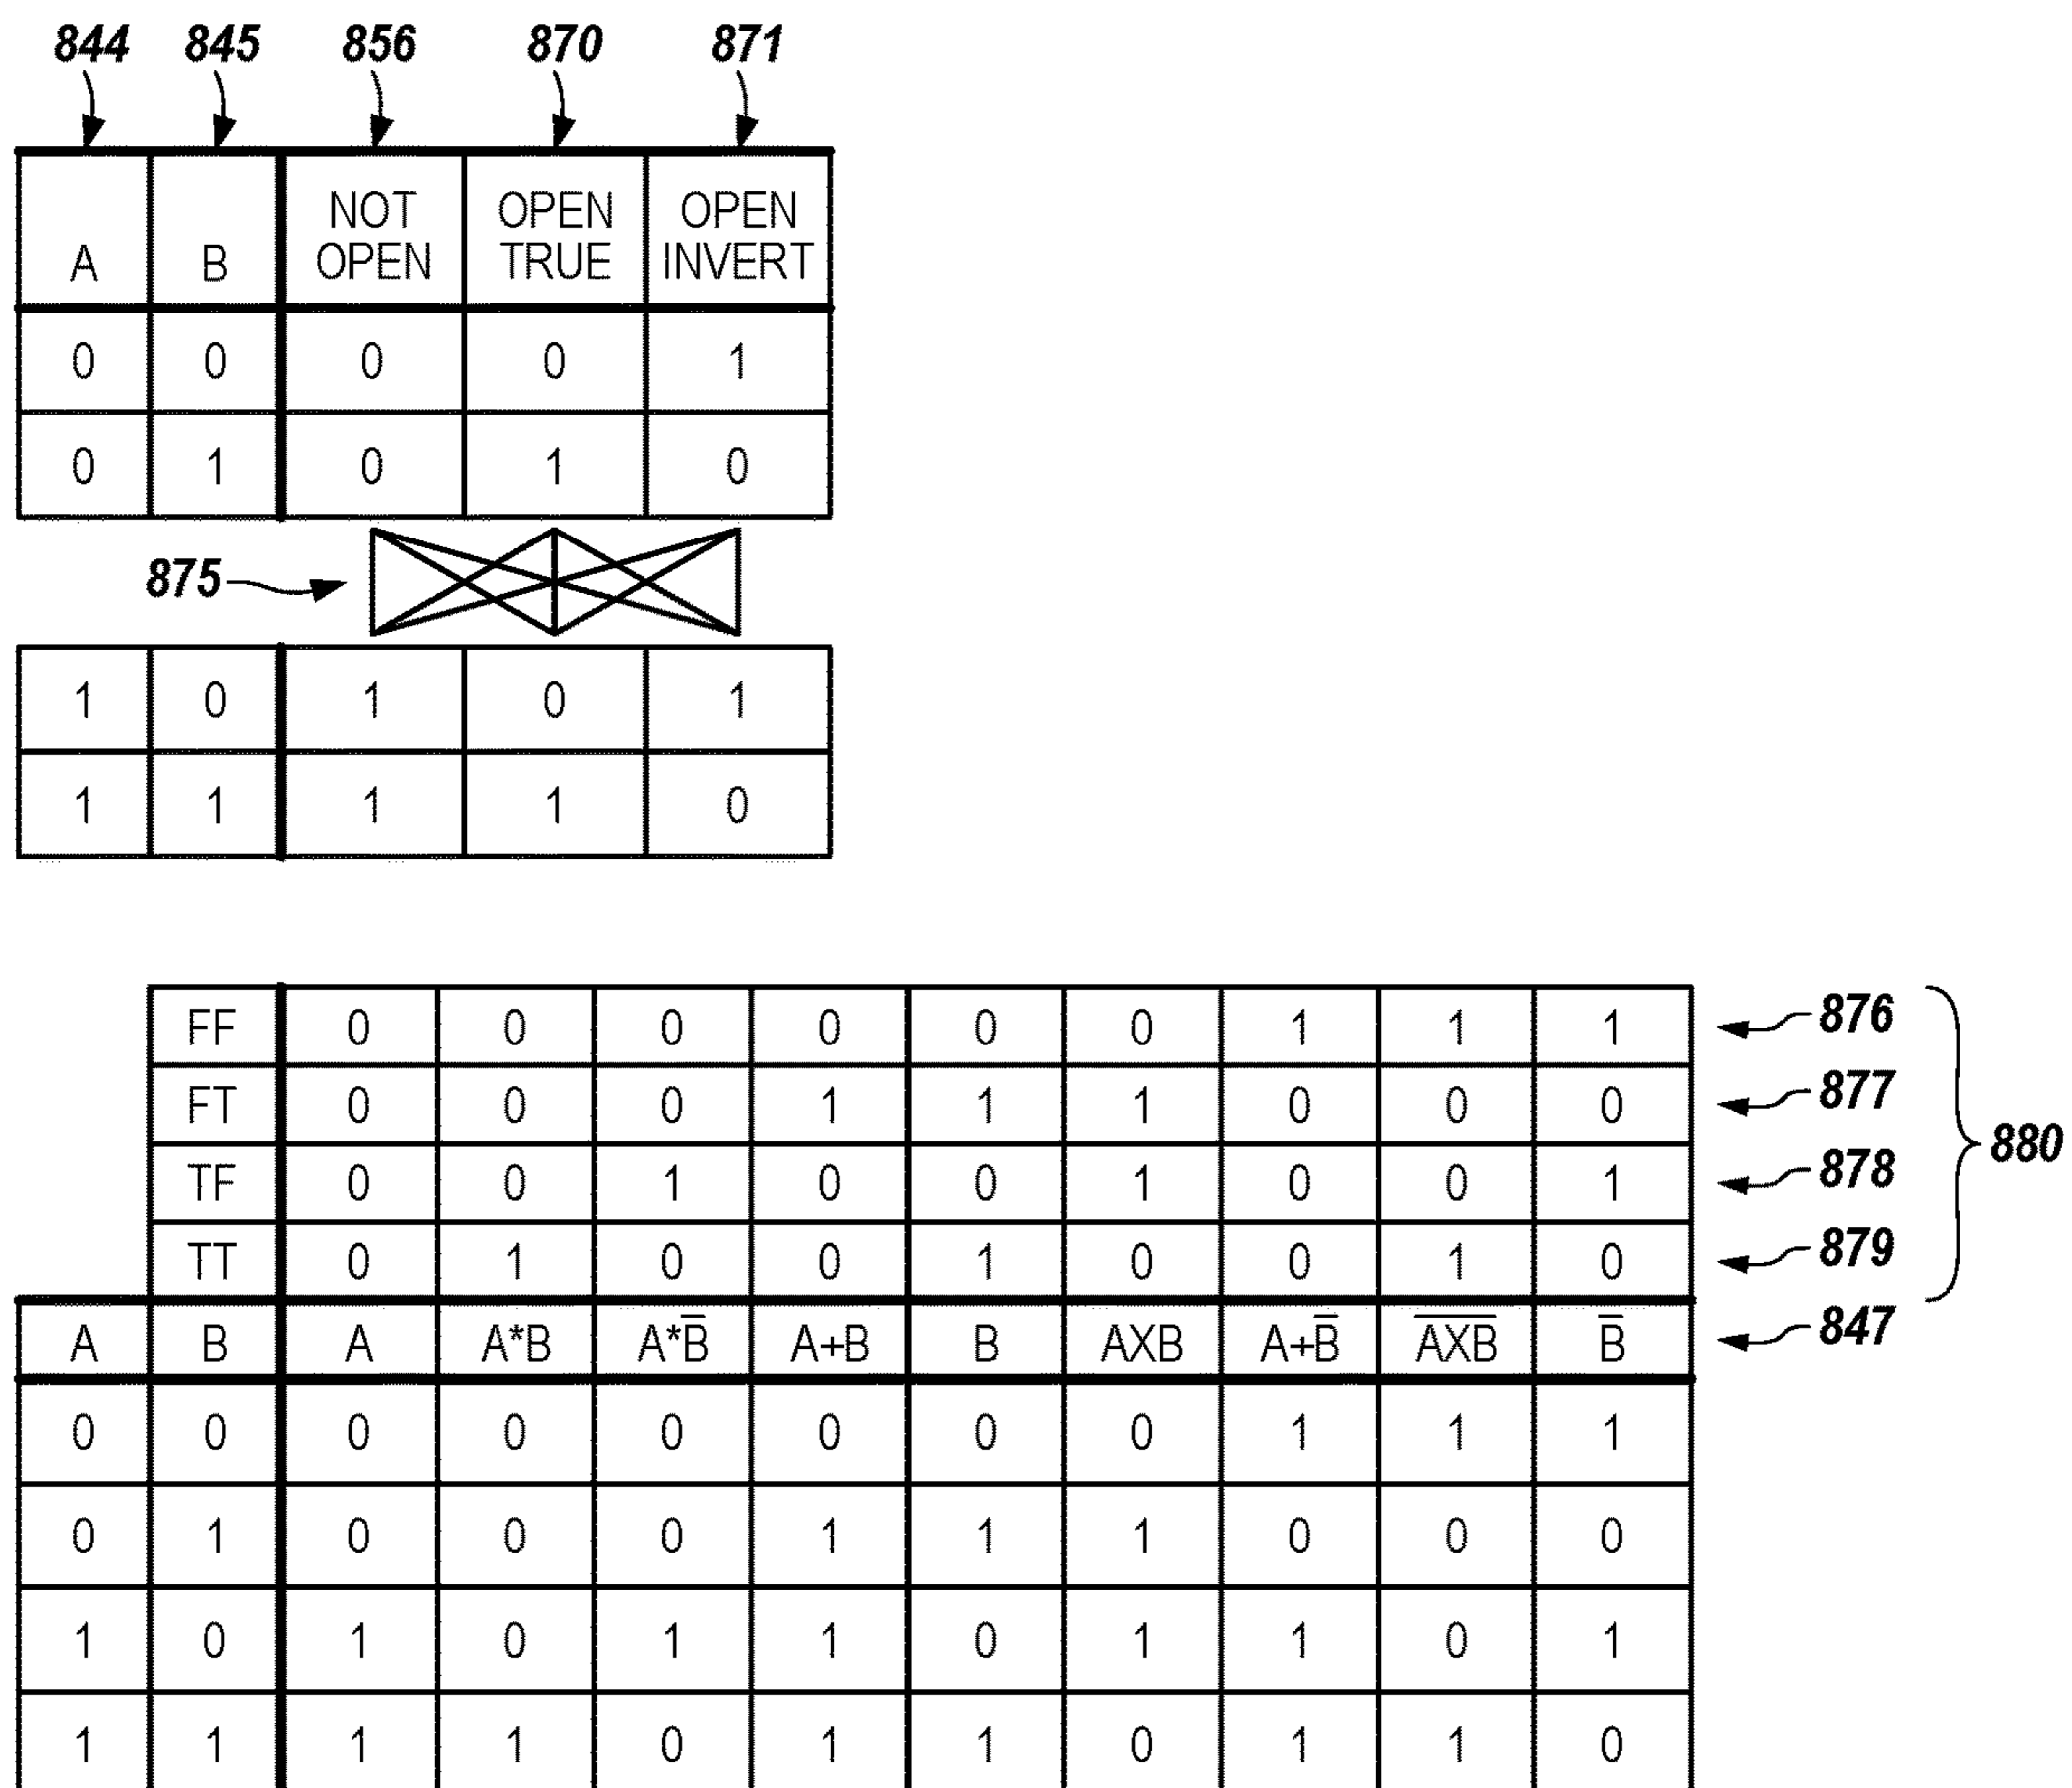 844 845 856 870 871
A B NOT OPEN OPEN TRUE OPEN INVERT
0 0 0 0 1
0 1 0 1 0
875
1 0 1 0 1
1 1 1 1 0
FF 0 0 0 0 0 0 1 1 1 876
FT 0 0 0 1 1 1 0 0 0 877
TF 0 0 1 0 0 1 0 0 1 878
880
TT 0 1 0 0 1 0 0 1 0 879
A B A A*B A*B̅ A+B B AXB A+B̅ A̅X̅B̅ B̅ 847
0 0 0 0 0 0 0 0 1 1 1
0 1 0 0 0 1 1 1 0 0 0
1 0 1 0 1 1 0 1 1 0 1
1 1 1 1 0 1 1 0 1 1 0